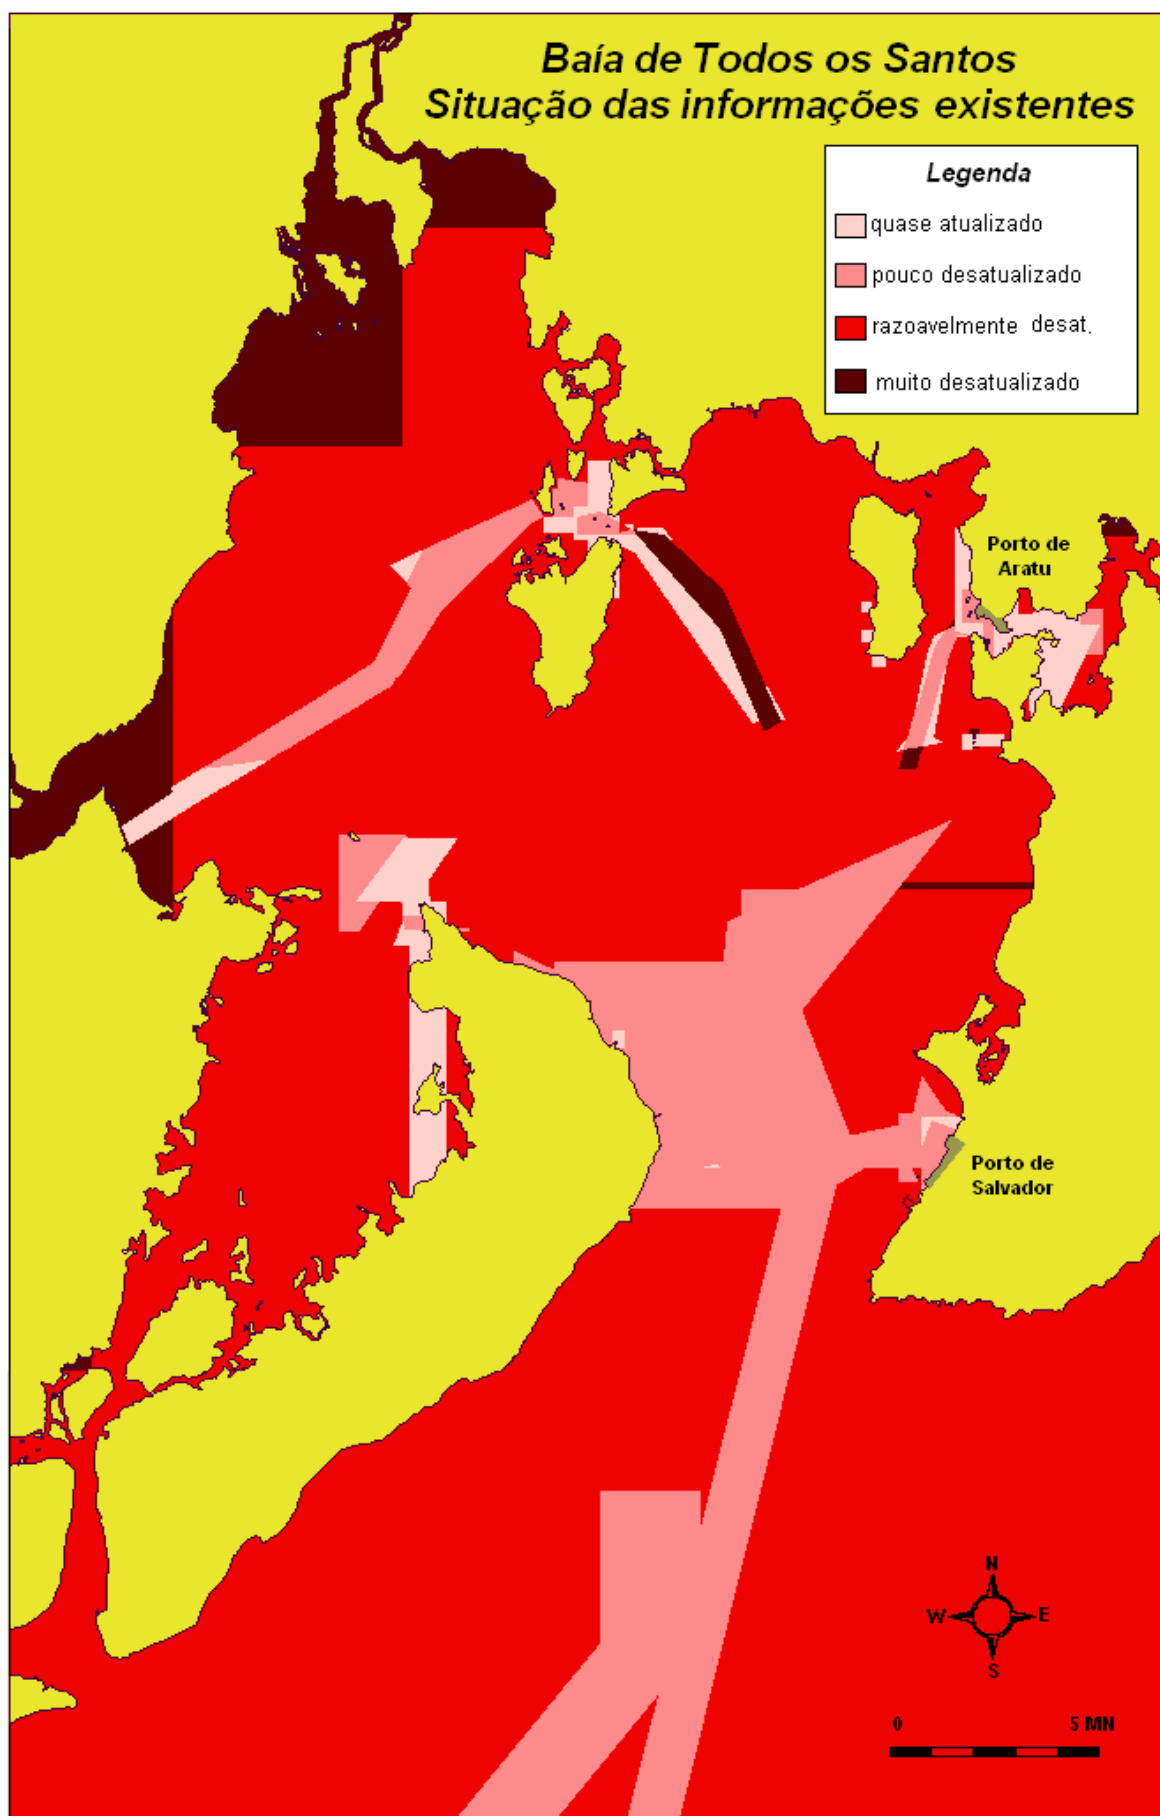 Baía de Todos os Santos
Situação das informações existentes
Legenda
quase atualizado
pouco desatualizado
razoavelmente desat.
muito desatualizado
Porto de
Aratu
Porto de
Salvador
N
W E
S
0 5 MN